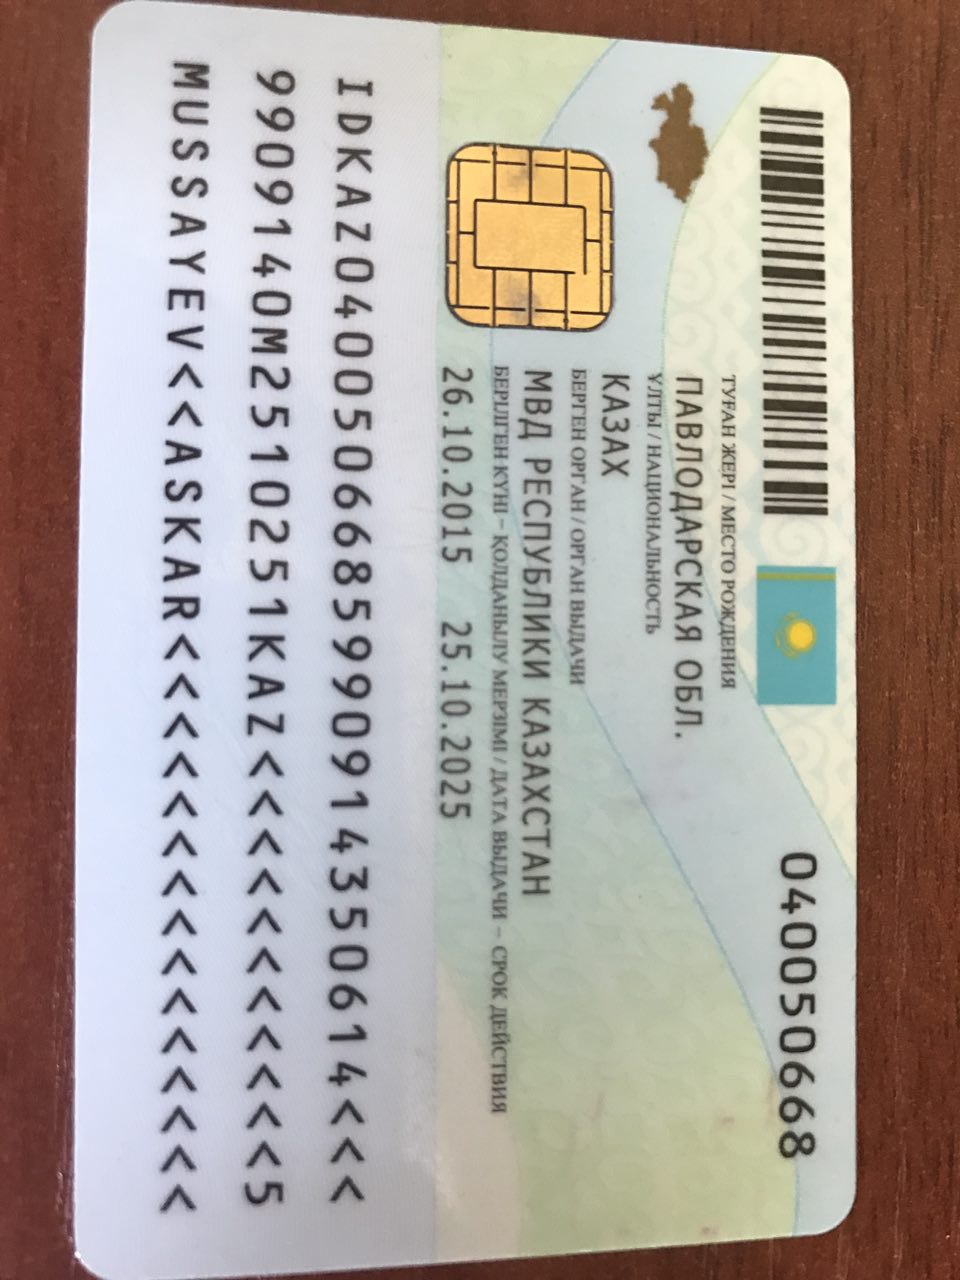 040050668
ТУҒАН ЖЕРІ / МЕСТО РОЖДЕНИЯ
ПАВЛОДАРСКАЯ ОБЛ.
ҰЛТЫ / НАЦИОНАЛЬНОСТЬ
КАЗАХ
БЕРГЕН ОРГАН / ОРГАН ВЫДАЧИ
МВД РЕСПУБЛИКИ КАЗАХСТАН
БЕРІЛГЕН КҮНІ – ҚОЛДАНЫЛУ МЕРЗІМІ / ДАТА ВЫДАЧИ – СРОК ДЕЙСТВИЯ
26.10.2015 25.10.2025
IDKAZ0400506685990914350614<<<
9909140M2510251KAZ<<<<<<<<<<<5
MUSSAYEV<<ASKAR<<<<<<<<<<<<<<<